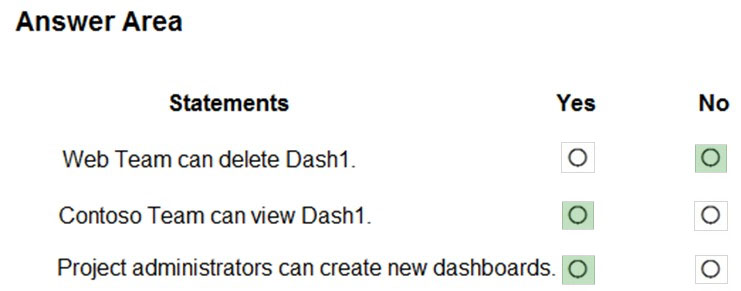 Answer Area
Statements Yes No
Web Team can delete Dash1.
Contoso Team can view Dash1.
Project administrators can create new dashboards.